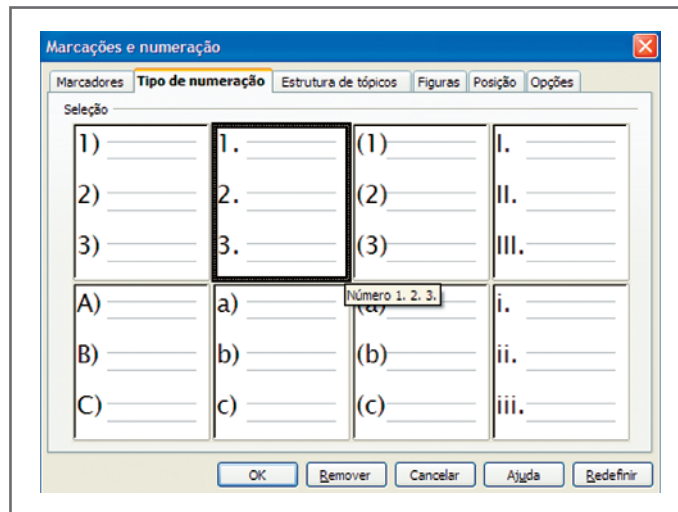 Marcações e numeração
Marcadores Tipo de numeração Estrutura de tópicos Figuras Posição Opções
Seleção
1) 1. (1) I.
2) 2. (2) II.
3) 3. (3) III.
Número 1. 2. 3.
A) a) (a) i.
B) b) (b) ii.
C) c) (c) iii.
OK Remover Cancelar Ajuda Redefinir